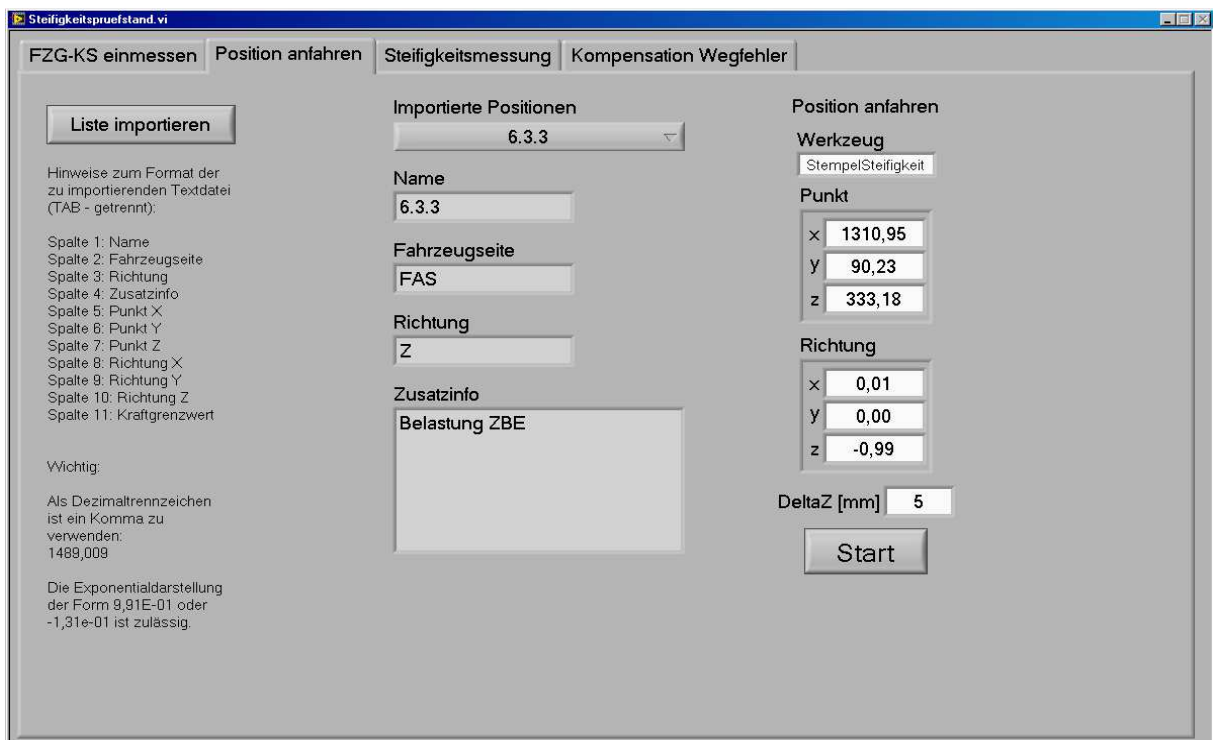 Steifigkeitspruefstand.vi
FZG-KS einmessen
Position anfahren
Steifigkeitsmessung
Kompensation Wegfehler
Liste importieren
Hinweise zum Format der
zu importierenden Textdatei
(TAB - getrennt):
Spalte 1: Name
Spalte 2: Fahrzeugseite
Spalte 3: Richtung
Spalte 4: Zusatzinfo
Spalte 5: Punkt X
Spalte 6: Punkt Y
Spalte 7: Punkt Z
Spalte 8: Richtung X
Spalte 9: Richtung Y
Spalte 10: Richtung Z
Spalte 11: Kraftgrenzwert
Wichtig:
Als Dezimaltrennzeichen
ist ein Komma zu
verwenden:
1489,009
Die Exponentialdarstellung
der Form 9,91E-01 oder
-1,31e-01 ist zulässig.
Importierte Positionen
6.3.3
Name
6.3.3
Fahrzeugseite
FAS
Richtung
Z
Zusatzinfo
Belastung ZBE
Position anfahren
Werkzeug
StempelSteifigkeit
Punkt
x 1310,95
y 90,23
z 333,18
Richtung
x 0,01
y 0,00
z -0,99
DeltaZ [mm] 5
Start